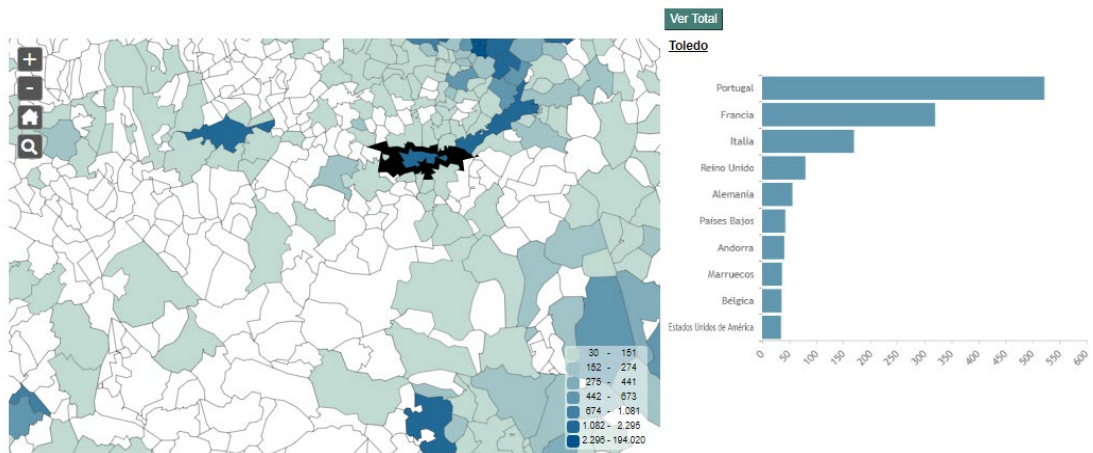 Ver Total
Toledo
+
-
Portugal
Francia
Italia
Reino Unido
Alemania
Países Bajos
Andorra
Marruecos
Bélgica
Estados Unidos de América
0 50 100 150 200 250 300 350 400 450 500 550 600
30 - 151
152 - 274
275 - 441
442 - 673
674 - 1.081
1.082 - 2.295
2.296 - 194.020